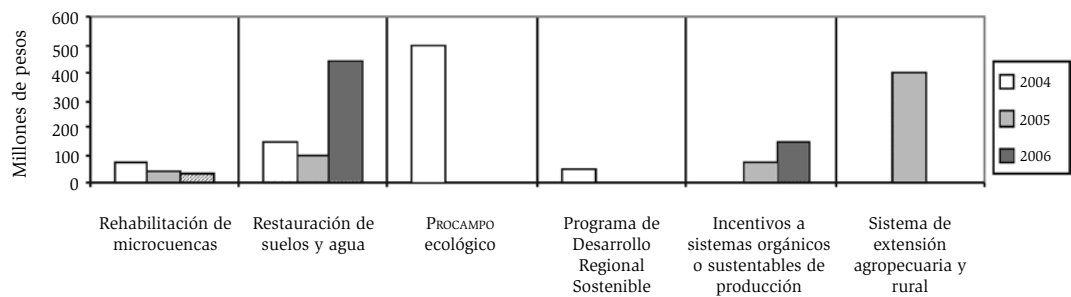 Millones de pesos
600
500
400
300
200
100
0
2004
2005
2006
Rehabilitación de
microcuencas
Restauración de
suelos y agua
PROCAMPO
ecológico
Programa de
Desarrollo
Regional
Sostenible
Incentivos a
sistemas orgánicos
o sustentables de
producción
Sistema de
extensión
agropecuaria y
rural